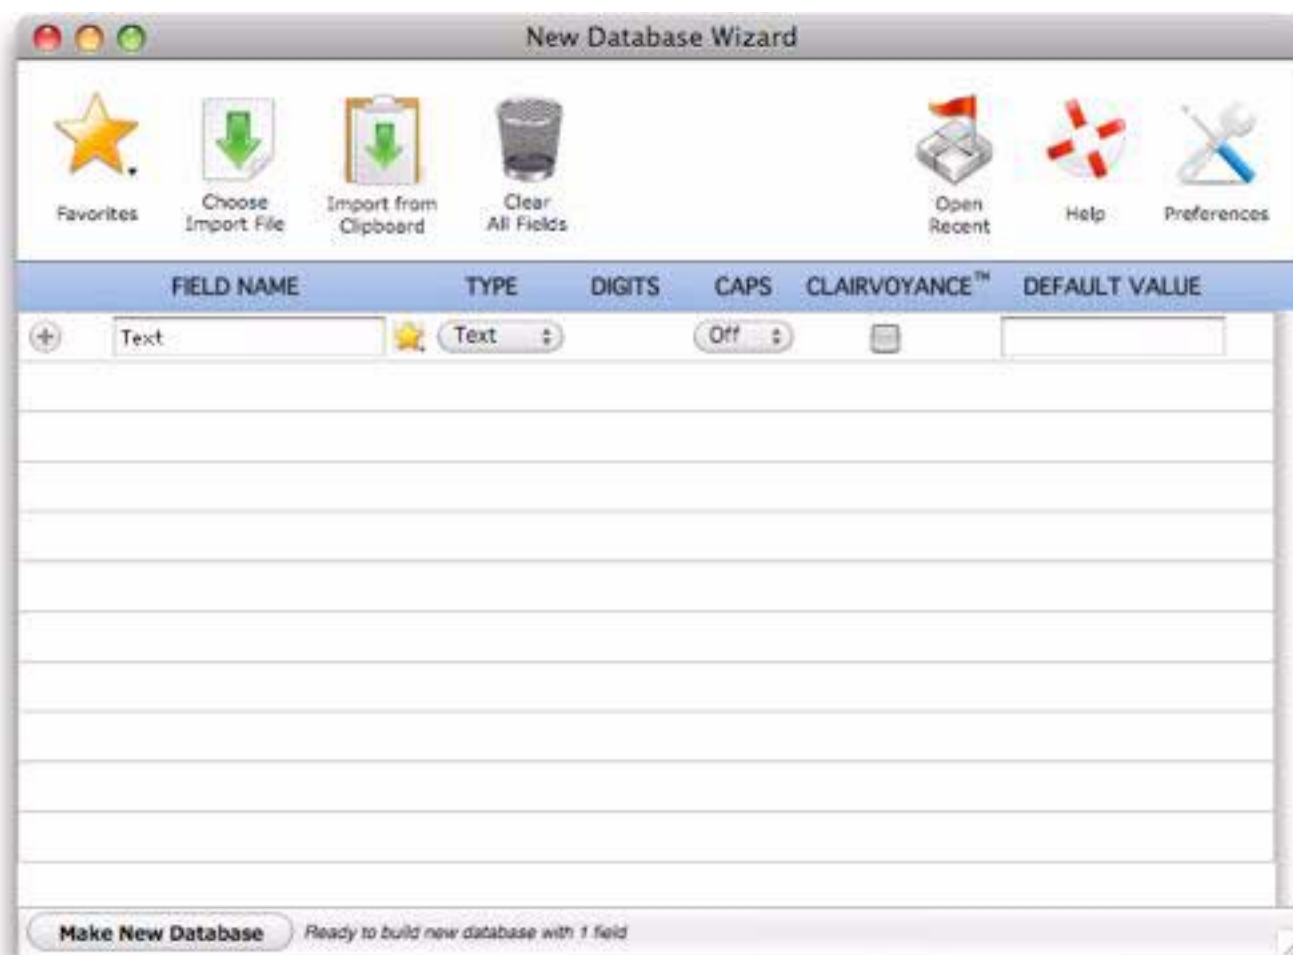 New Database Wizard
Favorites
Choose
Import File
Import from
Clipboard
Clear
All Fields
Open
Recent
Help
Preferences
FIELD NAME TYPE DIGITS CAPS CLAIRVOYANCE™ DEFAULT VALUE
Text Text Off
Make New Database Ready to build new database with 1 field